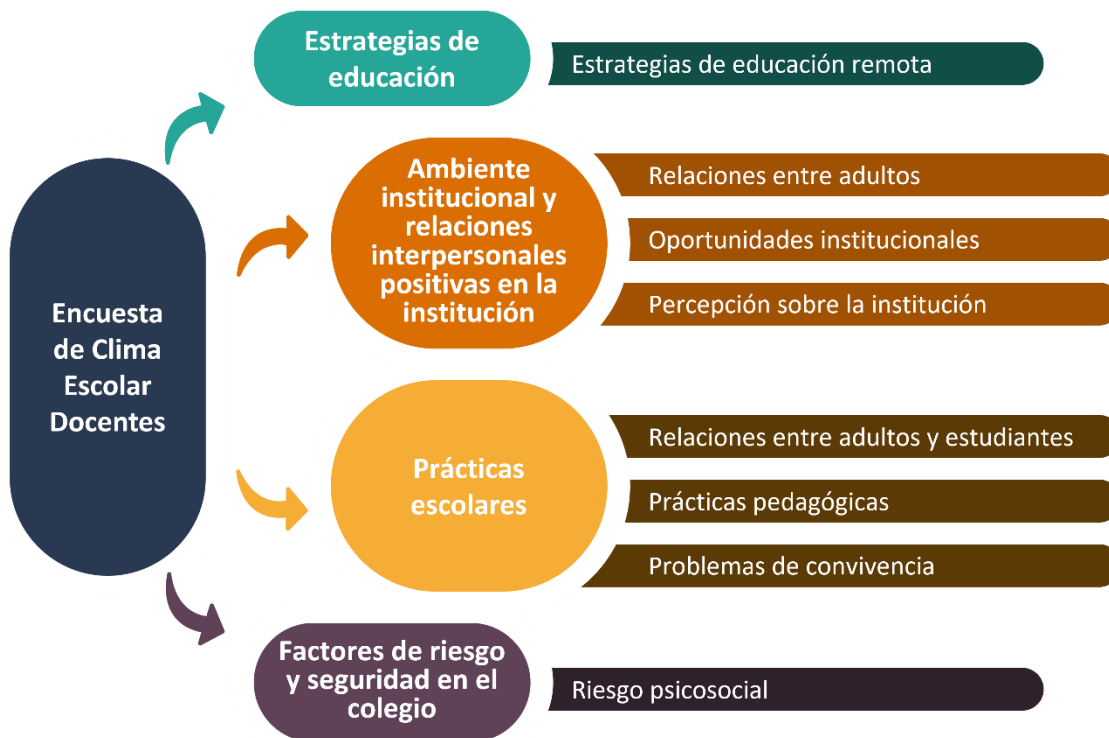 Encuesta
de Clima
Escolar
Docentes
Estrategias de
educación
Estrategias de educación remota
Ambiente
institucional y
relaciones
interpersonales
positivas en la
institución
Relaciones entre adultos
Oportunidades institucionales
Percepción sobre la institución
Prácticas
escolares
Relaciones entre adultos y estudiantes
Prácticas pedagógicas
Problemas de convivencia
Factores de riesgo
y seguridad en el
colegio
Riesgo psicosocial